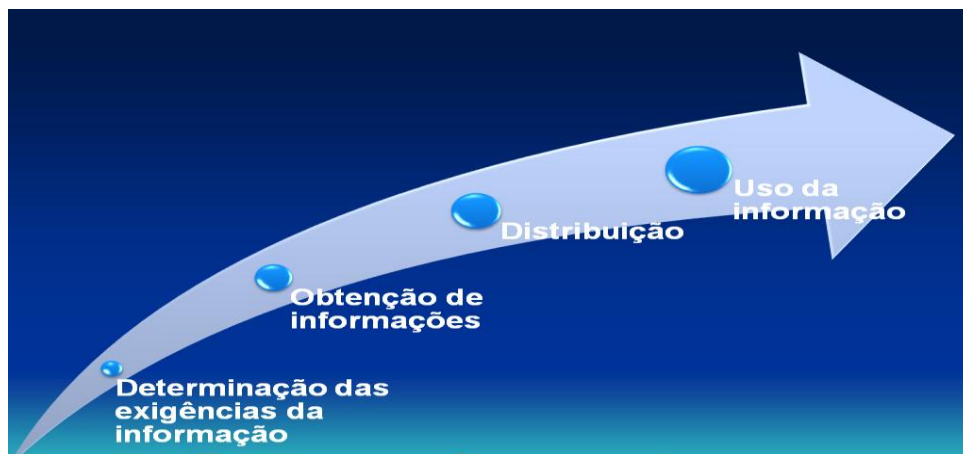 Determinação das
exigências da
informação
Obtenção de
informações
Distribuição
Uso da
informação